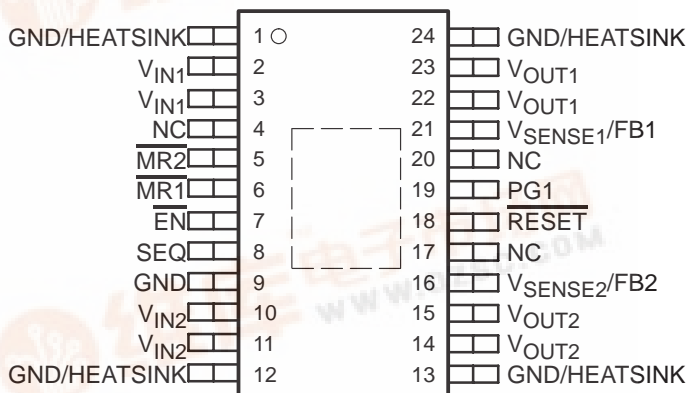 GND/HEATSINK 1 24 GND/HEATSINK
VIN1 2 23 VOUT1
VIN1 3 22 VOUT1
NC 4 21 VSENSE1/FB1
MR2 5 20 NC
MR1 6 19 PG1
EN 7 18 RESET
SEQ 8 17 NC
GND 9 16 VSENSE2/FB2
VIN2 10 15 VOUT2
VIN2 11 14 VOUT2
GND/HEATSINK 12 13 GND/HEATSINK